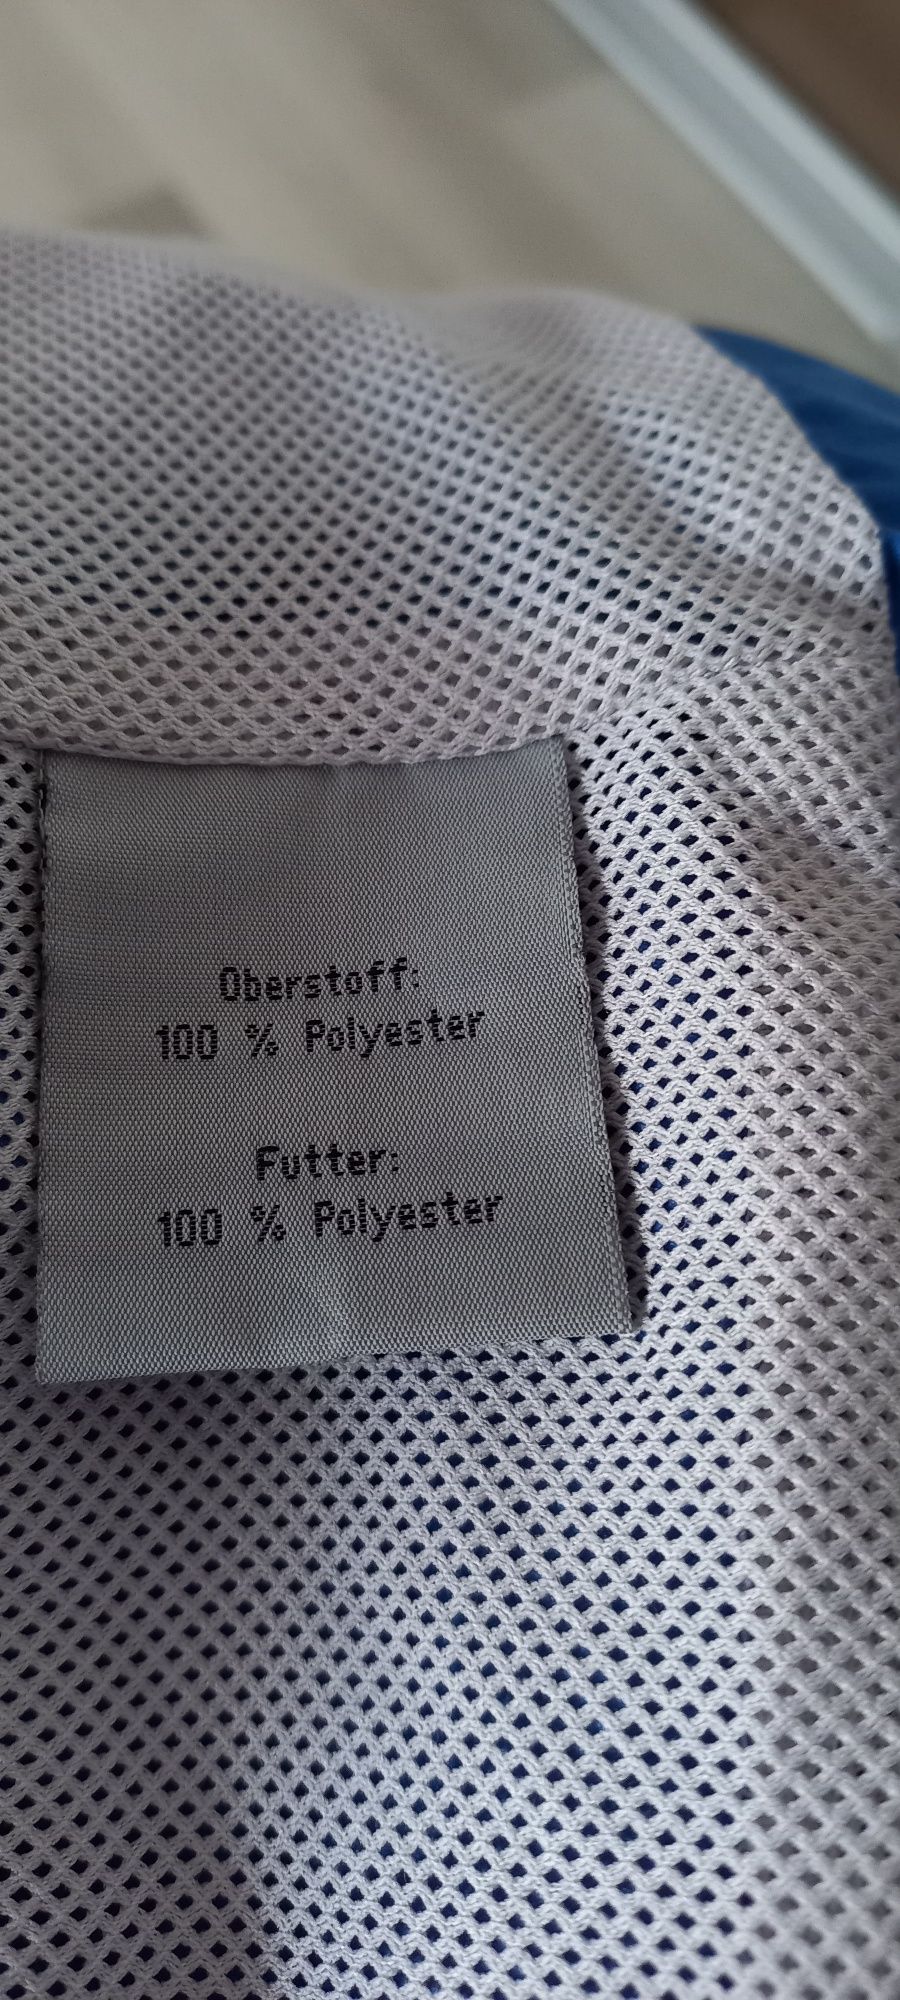 Oberstoff:
100 % Polyester
Futter:
100 % Polyester